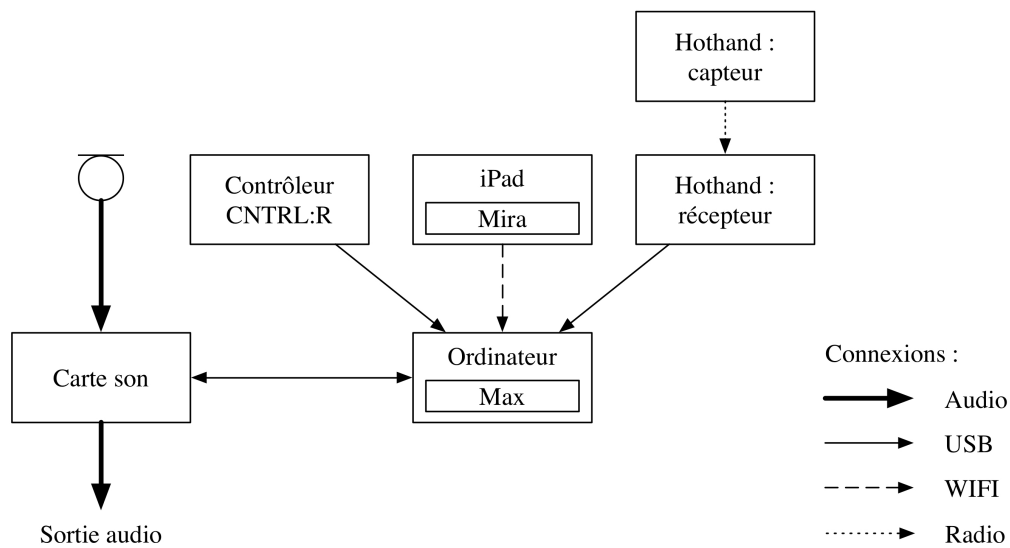 Hothand :
capteur
Contrôleur
CNTRL:R
iPad
Mira
Hothand :
récepteur
Carte son
Ordinateur
Max
Sortie audio
Connexions :
Audio
USB
WIFI
Radio